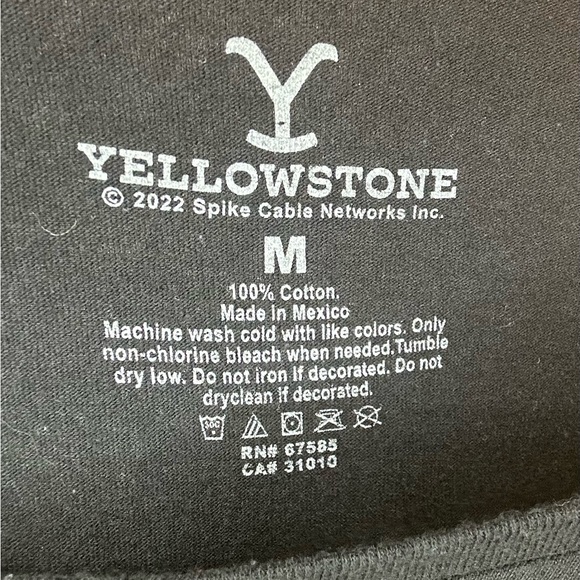 Y
YELLOWSTONE
© 2022 Spike Cable Networks Inc.
M
100% Cotton.
Made in Mexico
Machine wash cold with like colors. Only
non-chlorine bleach when needed.Tumble
dry low. Do not iron if decorated. Do not
dryclean if decorated.
30C
RN# 67585
CA# 31010